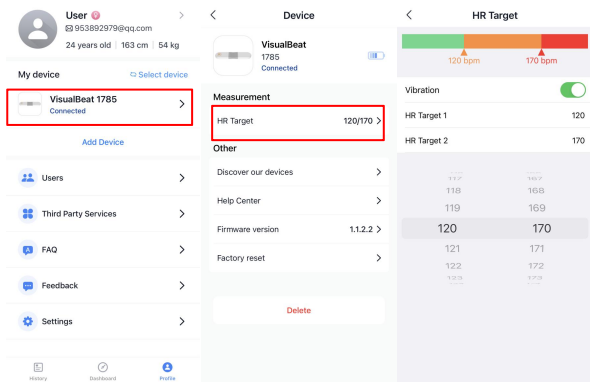 User
953892979@qq.com
24 years old | 163 cm | 54 kg
My device
Select device
VisualBeat 1785
Connected
Add Device
Users
Third Party Services
FAQ
Feedback
Settings
History
Dashboard
Profile
Device
VisualBeat
1785
Connected
Measurement
HR Target 120/170
Other
Discover our devices
Help Center
Firmware version 1.1.2.2
Factory reset
Delete
HR Target
120 bpm 170 bpm
Vibration
HR Target 1 120
HR Target 2 170
117 167
118 168
119 169
120 170
121 171
122 172
123 173